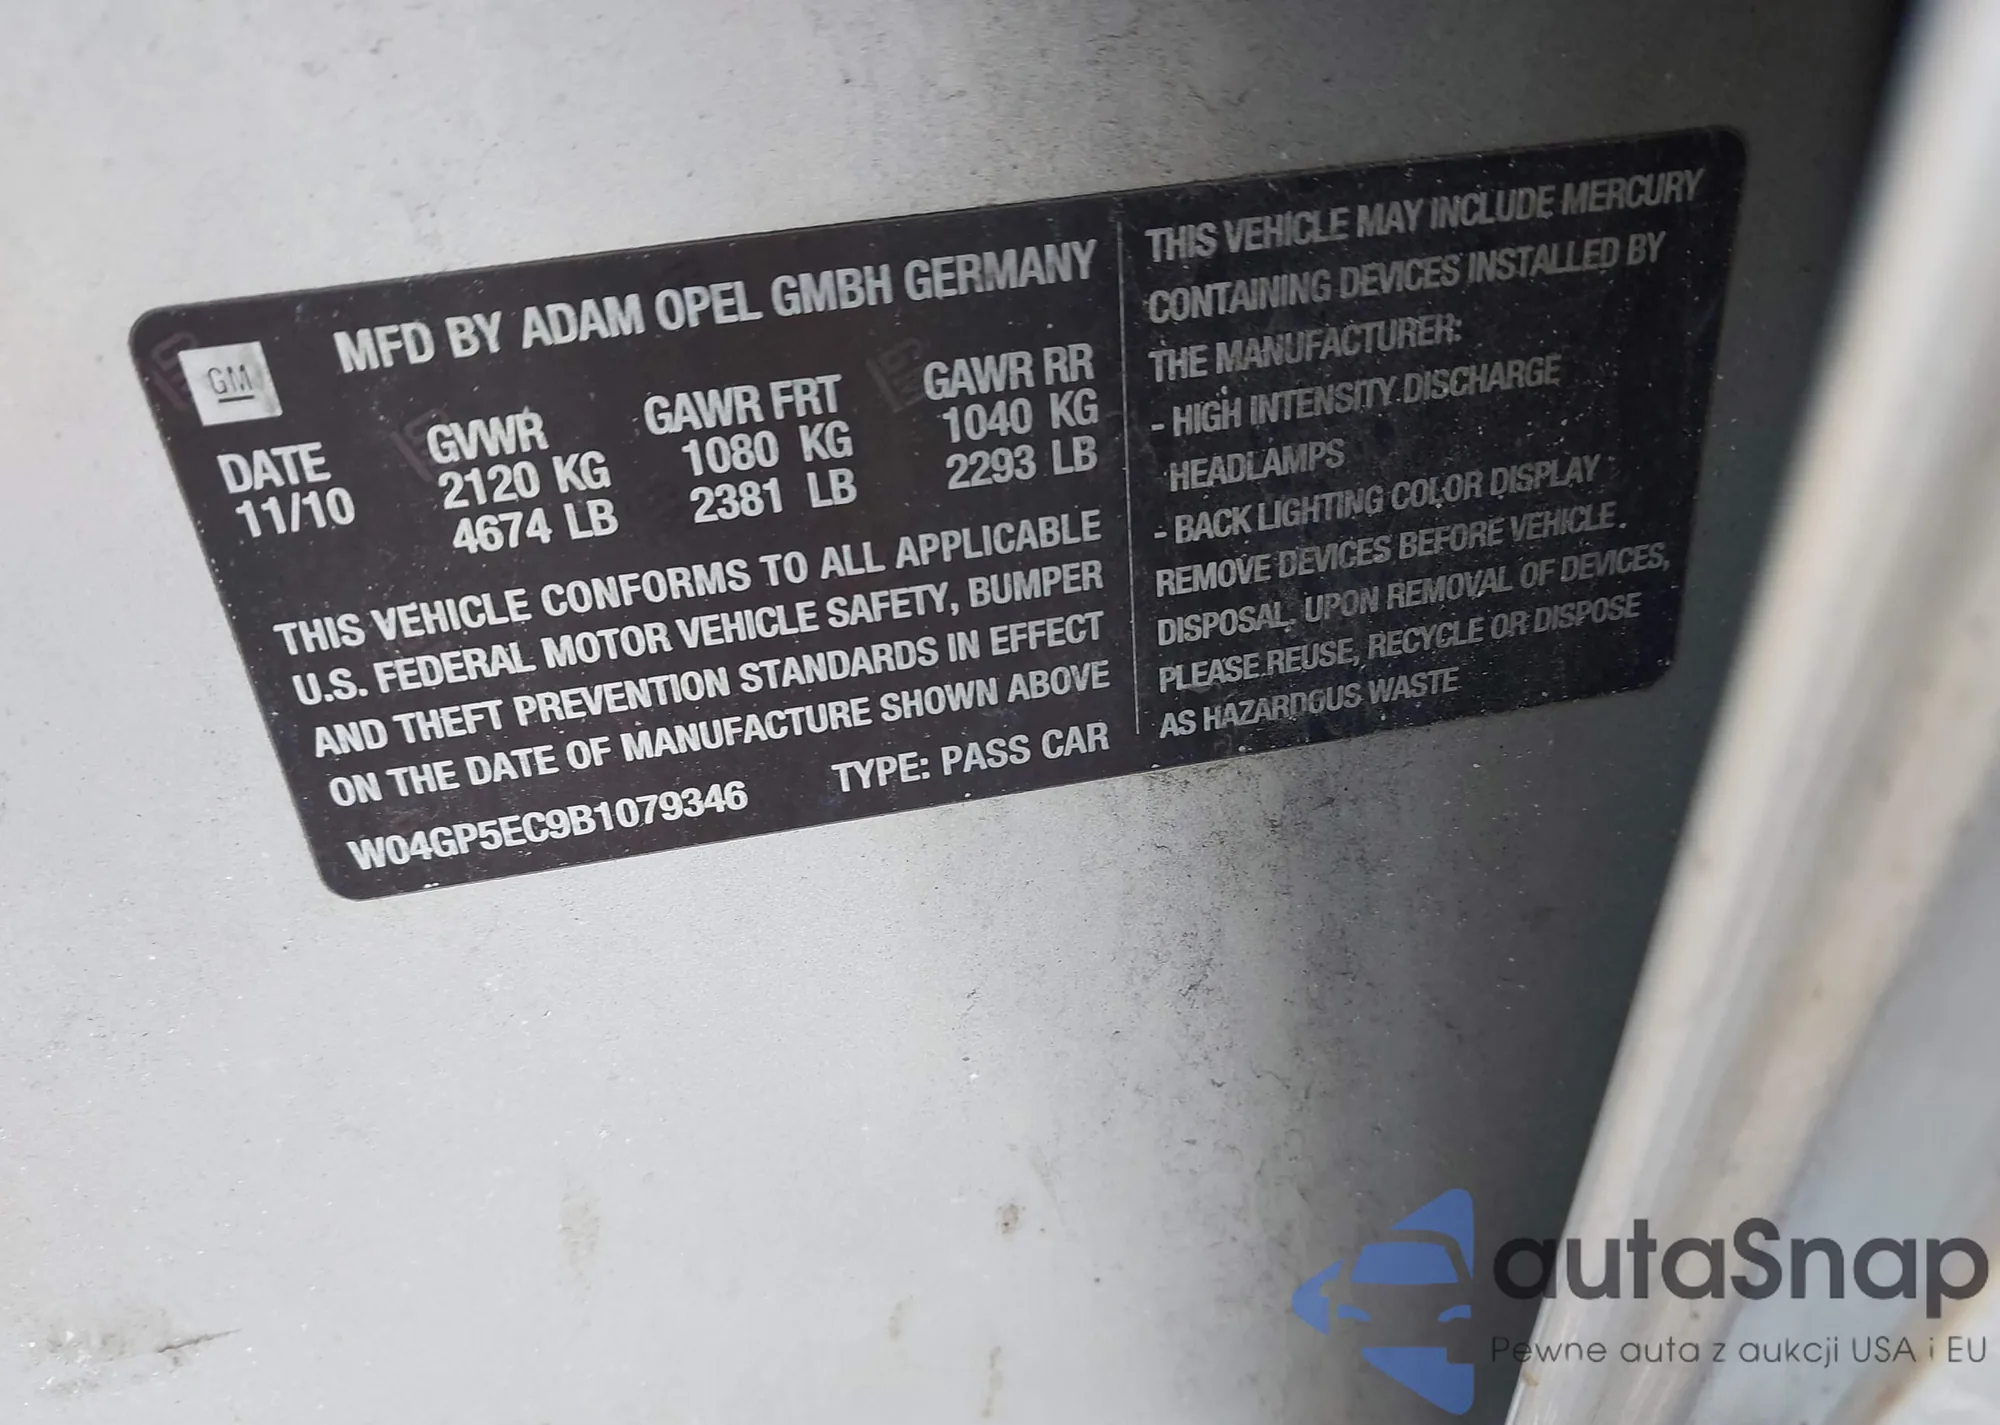 GM
MFD BY ADAM OPEL GMBH GERMANY
DATE GVWR GAWR FRT GAWR RR
11/10 2120 KG 1080 KG 1040 KG
4674 LB 2381 LB 2293 LB
THIS VEHICLE CONFORMS TO ALL APPLICABLE
U.S. FEDERAL MOTOR VEHICLE SAFETY, BUMPER
AND THEFT PREVENTION STANDARDS IN EFFECT
ON THE DATE OF MANUFACTURE SHOWN ABOVE
W04GP5EC9B1079346 TYPE: PASS CAR
THIS VEHICLE MAY INCLUDE MERCURY
CONTAINING DEVICES INSTALLED BY
THE MANUFACTURER:
- HIGH INTENSITY DISCHARGE
HEADLAMPS
- BACK LIGHTING COLOR DISPLAY
REMOVE DEVICES BEFORE VEHICLE
DISPOSAL. UPON REMOVAL OF DEVICES,
PLEASE REUSE, RECYCLE OR DISPOSE
AS HAZARDOUS WASTE
autaSnap
Pewne auta z aukcji USA i EU